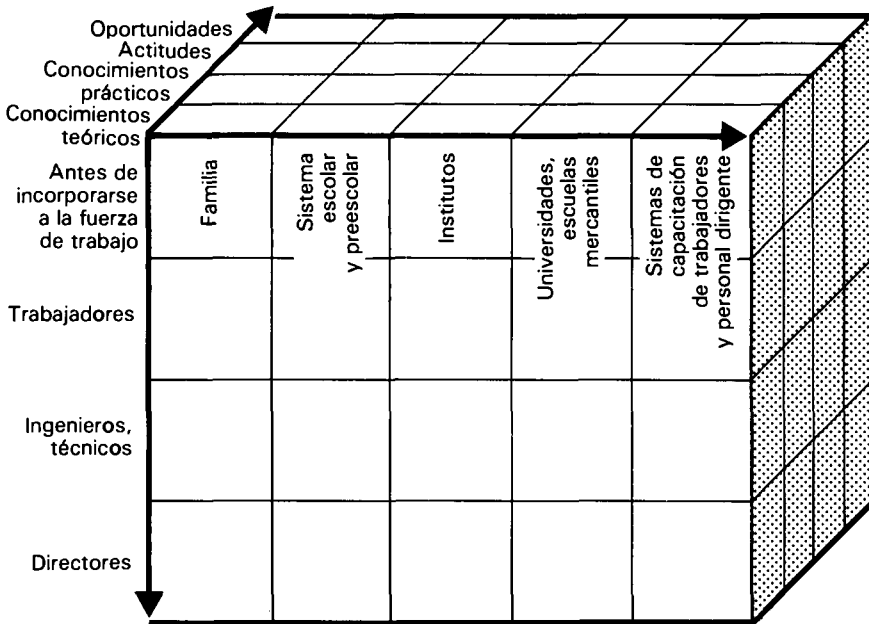 Oportunidades
Actitudes
Conocimientos
prácticos
Conocimientos
teóricos
Antes de
incorporarse
a la fuerza
de trabajo
Familia
Sistema
escolar
y preescolar
Institutos
Universidades,
escuelas
mercantiles
Sistemas de
capacitación
de trabajadores
y personal dirigente
Trabajadores
Ingenieros,
técnicos
Directores